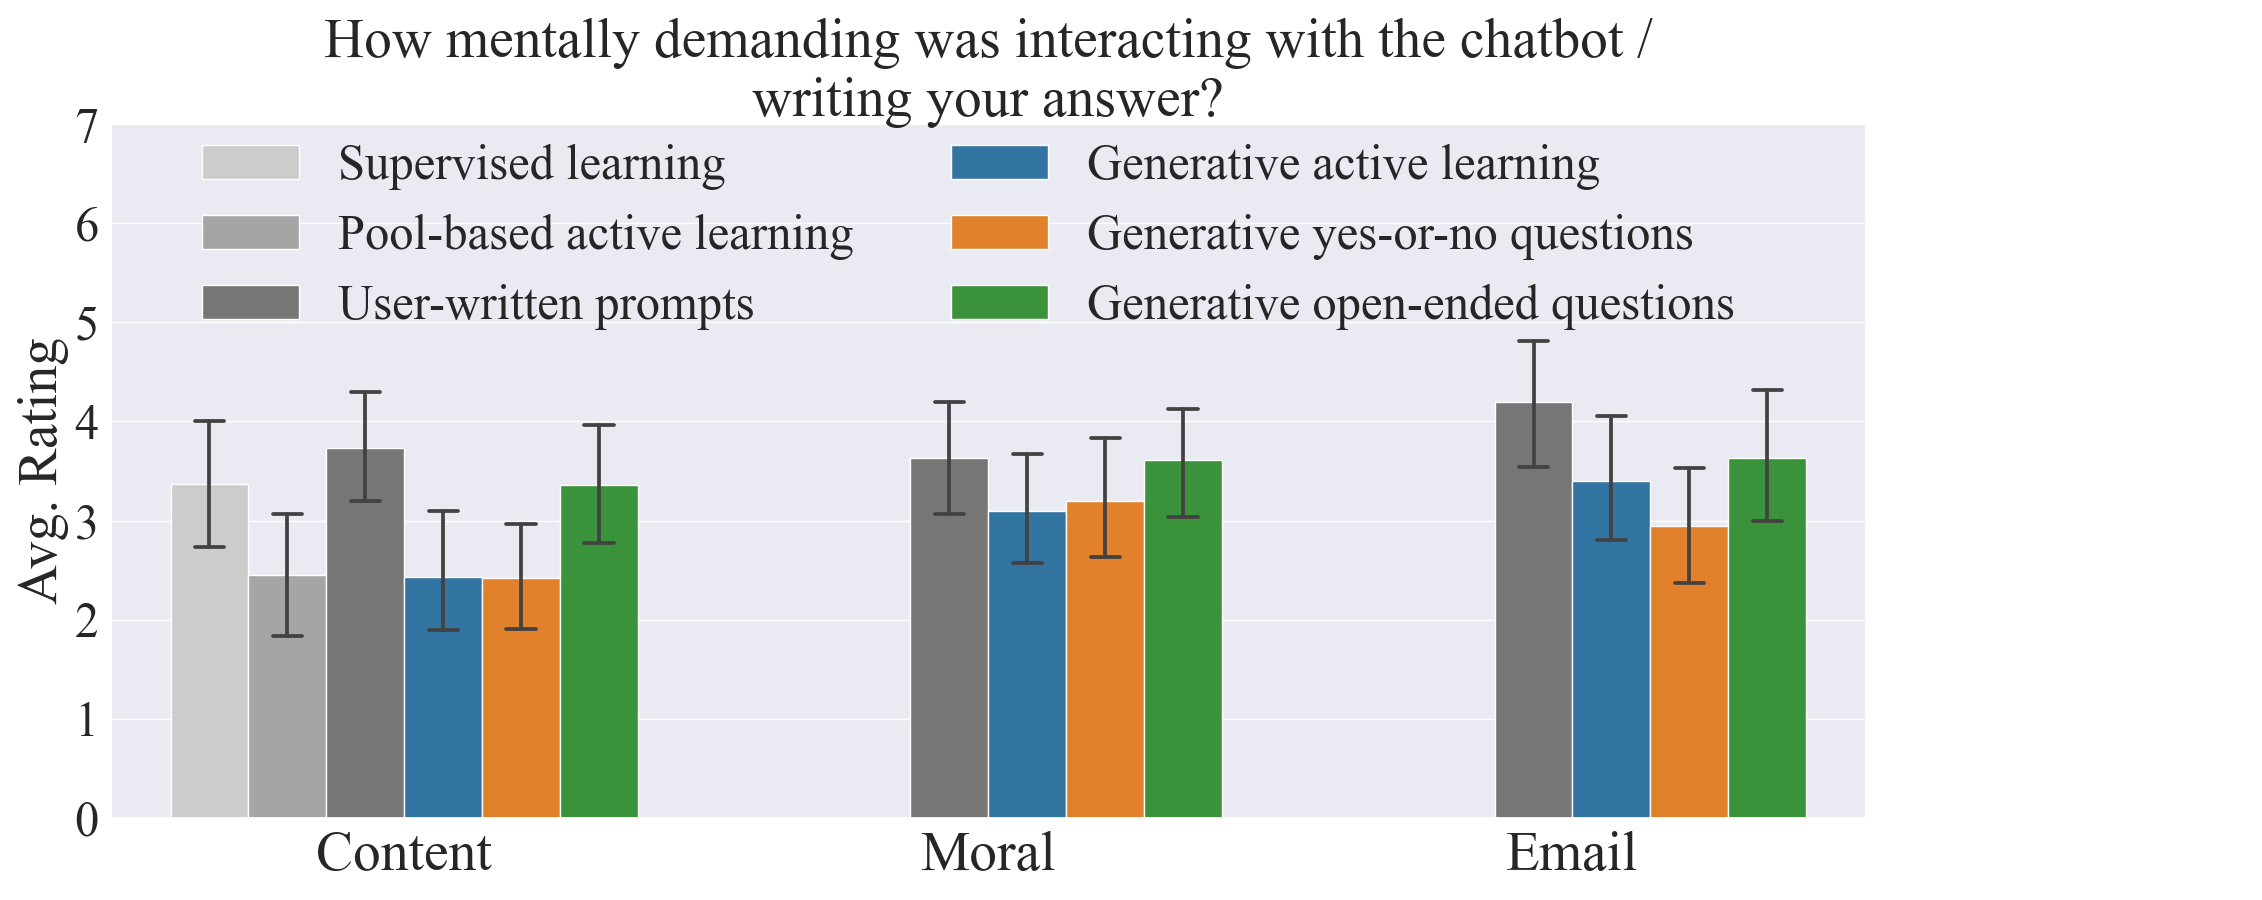 How mentally demanding was interacting with the chatbot /
writing your answer?
Avg. Rating
7
6
5
4
3
2
1
0
Supervised learning
Pool-based active learning
User-written prompts
Generative active learning
Generative yes-or-no questions
Generative open-ended questions
Content
Moral
Email